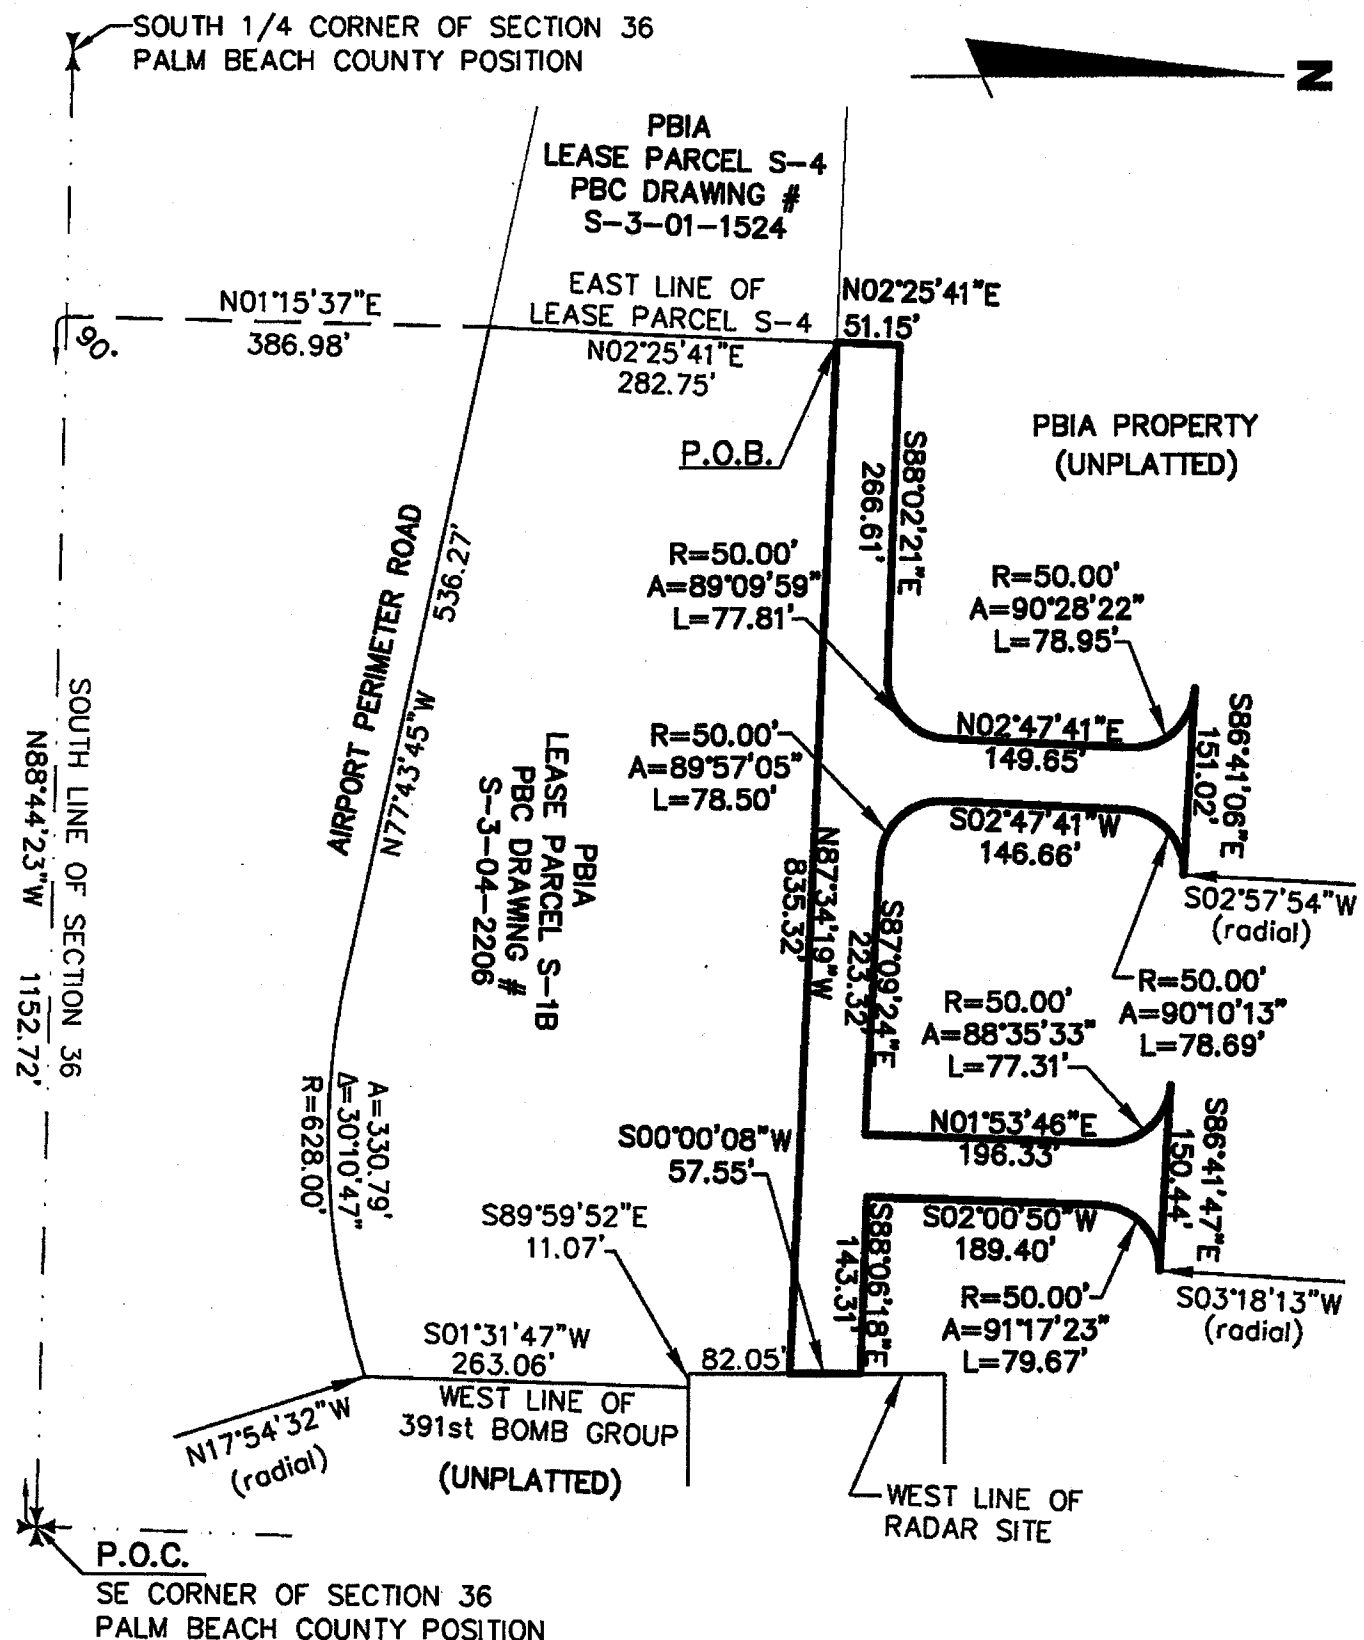 SOUTH 1/4 CORNER OF SECTION 36
PALM BEACH COUNTY POSITION
N
PBIA
LEASE PARCEL S-4
PBC DRAWING #
S-3-01-1524
N01°15'37"E
386.98'
90°
EAST LINE OF
LEASE PARCEL S-4
N02°25'41"E
282.75'
N02°25'41"E
51.15'
P.O.B.
PBIA PROPERTY
(UNPLATTED)
S88°02'21"E
266.61'
R=50.00'
A=89°09'59"
L=77.81'
R=50.00'
A=90°28'22"
L=78.95'
AIRPORT PERIMETER ROAD
536.27'
N77°43'45"W
N02°47'41"E
149.65'
S86°41'06"E
151.02'
R=50.00'
A=89°57'05"
L=78.50'
S02°47'41"W
146.66'
S02°57'54"W
(radial)
SOUTH LINE OF SECTION 36
N88°44'23"W 1152.72'
PBIA
LEASE PARCEL S-1B
PBC DRAWING #
S-3-04-2206
N87°34'19"W
835.32'
S87°09'24"E
223.32'
R=50.00'
A=90°10'13"
L=78.69'
R=50.00'
A=88°35'33"
L=77.31'
A=330.79'
Δ=30°10'47"
R=628.00'
S00°00'08"W
57.55'
N01°53'46"E
196.33'
S86°41'47"E
150.44'
S89°59'52"E
11.07'
S02°00'50"W
189.40'
S88°06'18"E
143.31'
R=50.00'
A=91°17'23"
L=79.67'
S03°18'13"W
(radial)
S01°31'47"W
263.06'
82.05'
WEST LINE OF
391st BOMB GROUP
(UNPLATTED)
N17°54'32"W
(radial)
WEST LINE OF
RADAR SITE
P.O.C.
SE CORNER OF SECTION 36
PALM BEACH COUNTY POSITION